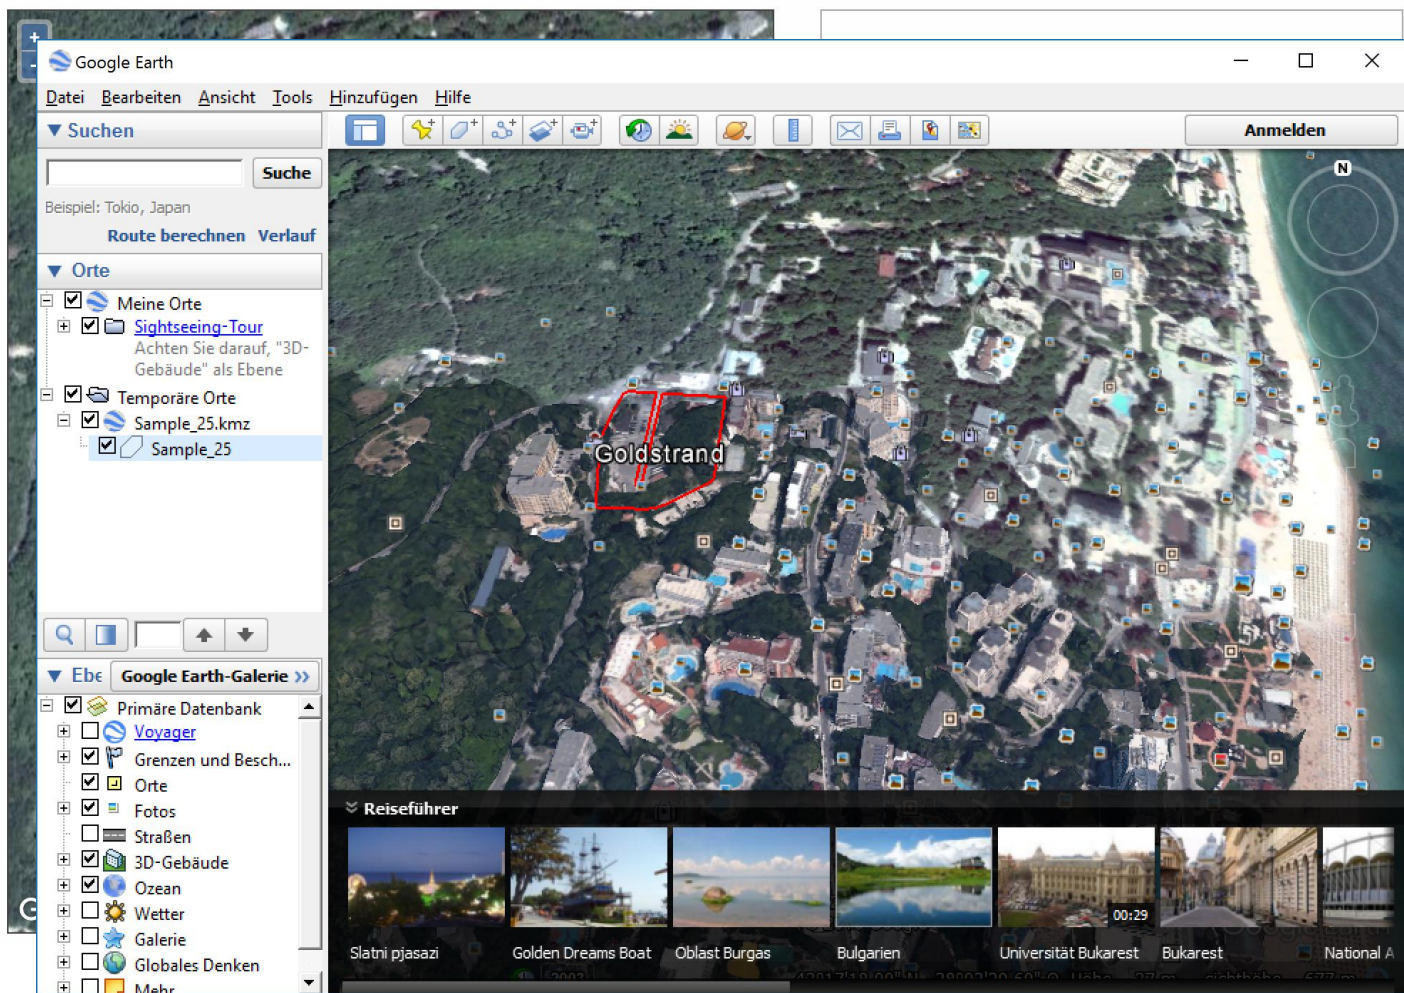 +
-
Google Earth
Datei Bearbeiten Ansicht Tools Hinzufügen Hilfe
Suchen
Anmelden
Suche
Beispiel: Tokio, Japan
Route berechnen Verlauf
N
Orte
Meine Orte
Sightseeing-Tour
Achten Sie darauf, "3D-
Gebäude" als Ebene
Temporäre Orte
Sample_25.kmz
Sample_25
Goldstrand
Ebe
Google Earth-Galerie »
Primäre Datenbank
Voyager
Grenzen und Besch...
Orte
Fotos
Straßen
3D-Gebäude
Ozean
Wetter
Galerie
Globales Denken
Mehr
Reiseführer
00:29
Slatni pjasazi
Golden Dreams Boat
Oblast Burgas
Bulgarien
Universität Bukarest
Bukarest
National A
2003